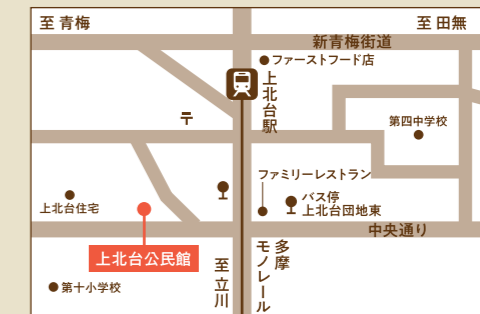 至 青梅
至 田無
新青梅街道
ファーストフード店
上北台駅
〒
第四中学校
ファミリーレストラン
バス停
上北台団地東
上北台住宅
中央通り
上北台公民館
至 立川
多摩
モノレール
第十小学校